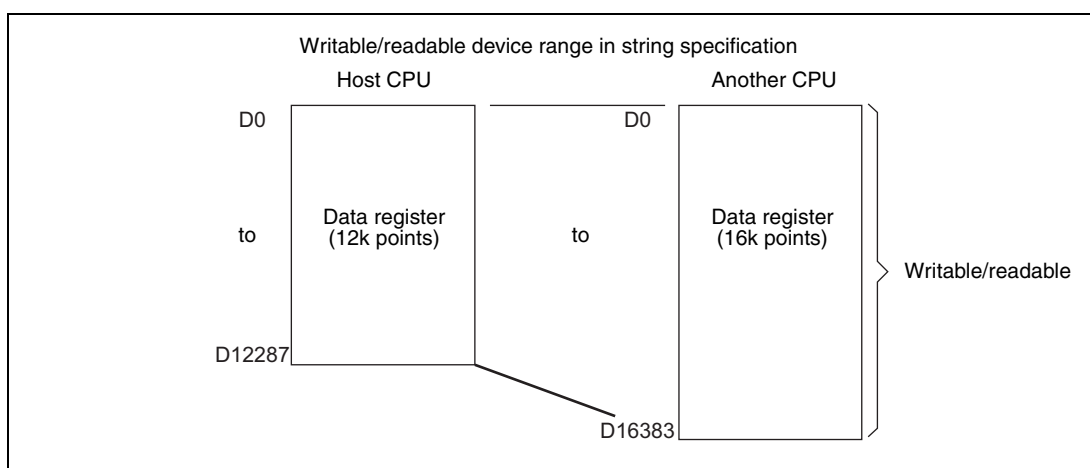 Writable/readable device range in string specification
Host CPU
Another CPU
D0
D0
Data register
(12k points)
Data register
(16k points)
to
to
Writable/readable
D12287
D16383